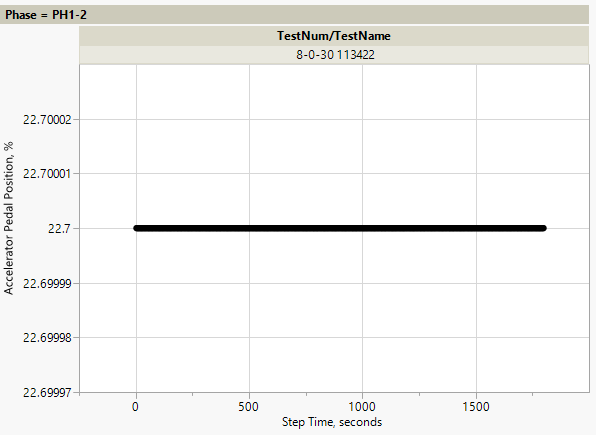 Phase = PH1-2
TestNum/TestName
8-0-30 113422
Accelerator Pedal Position, %
22.70002
22.70001
22.7
22.69999
22.69998
22.69997
0 500 1000 1500
Step Time, seconds